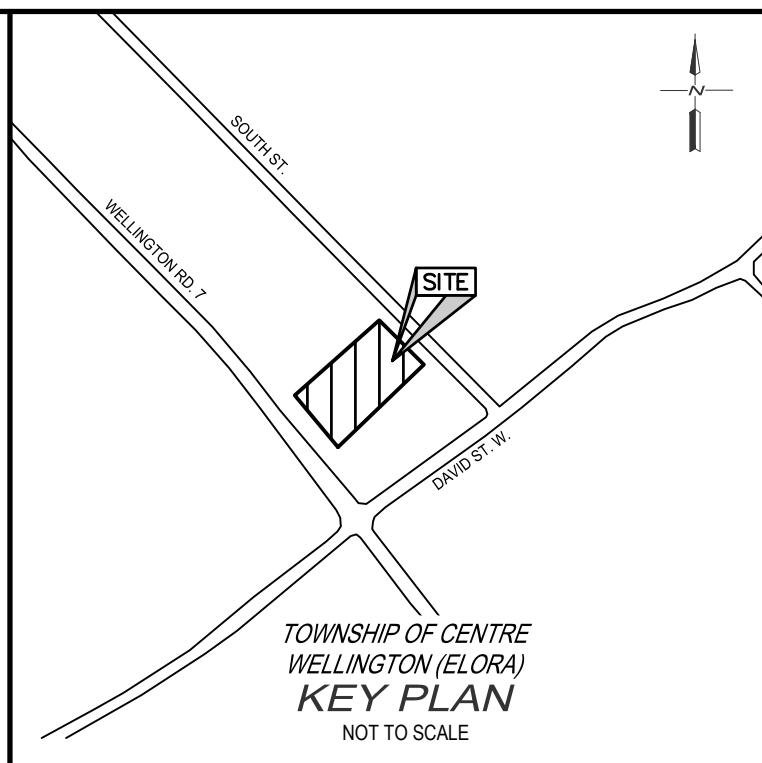 N
SOUTH ST.
WELLINGTON RD. 7
SITE
DAVID ST. W.
TOWNSHIP OF CENTRE
WELLINGTON (ELORA)
KEY PLAN
NOT TO SCALE